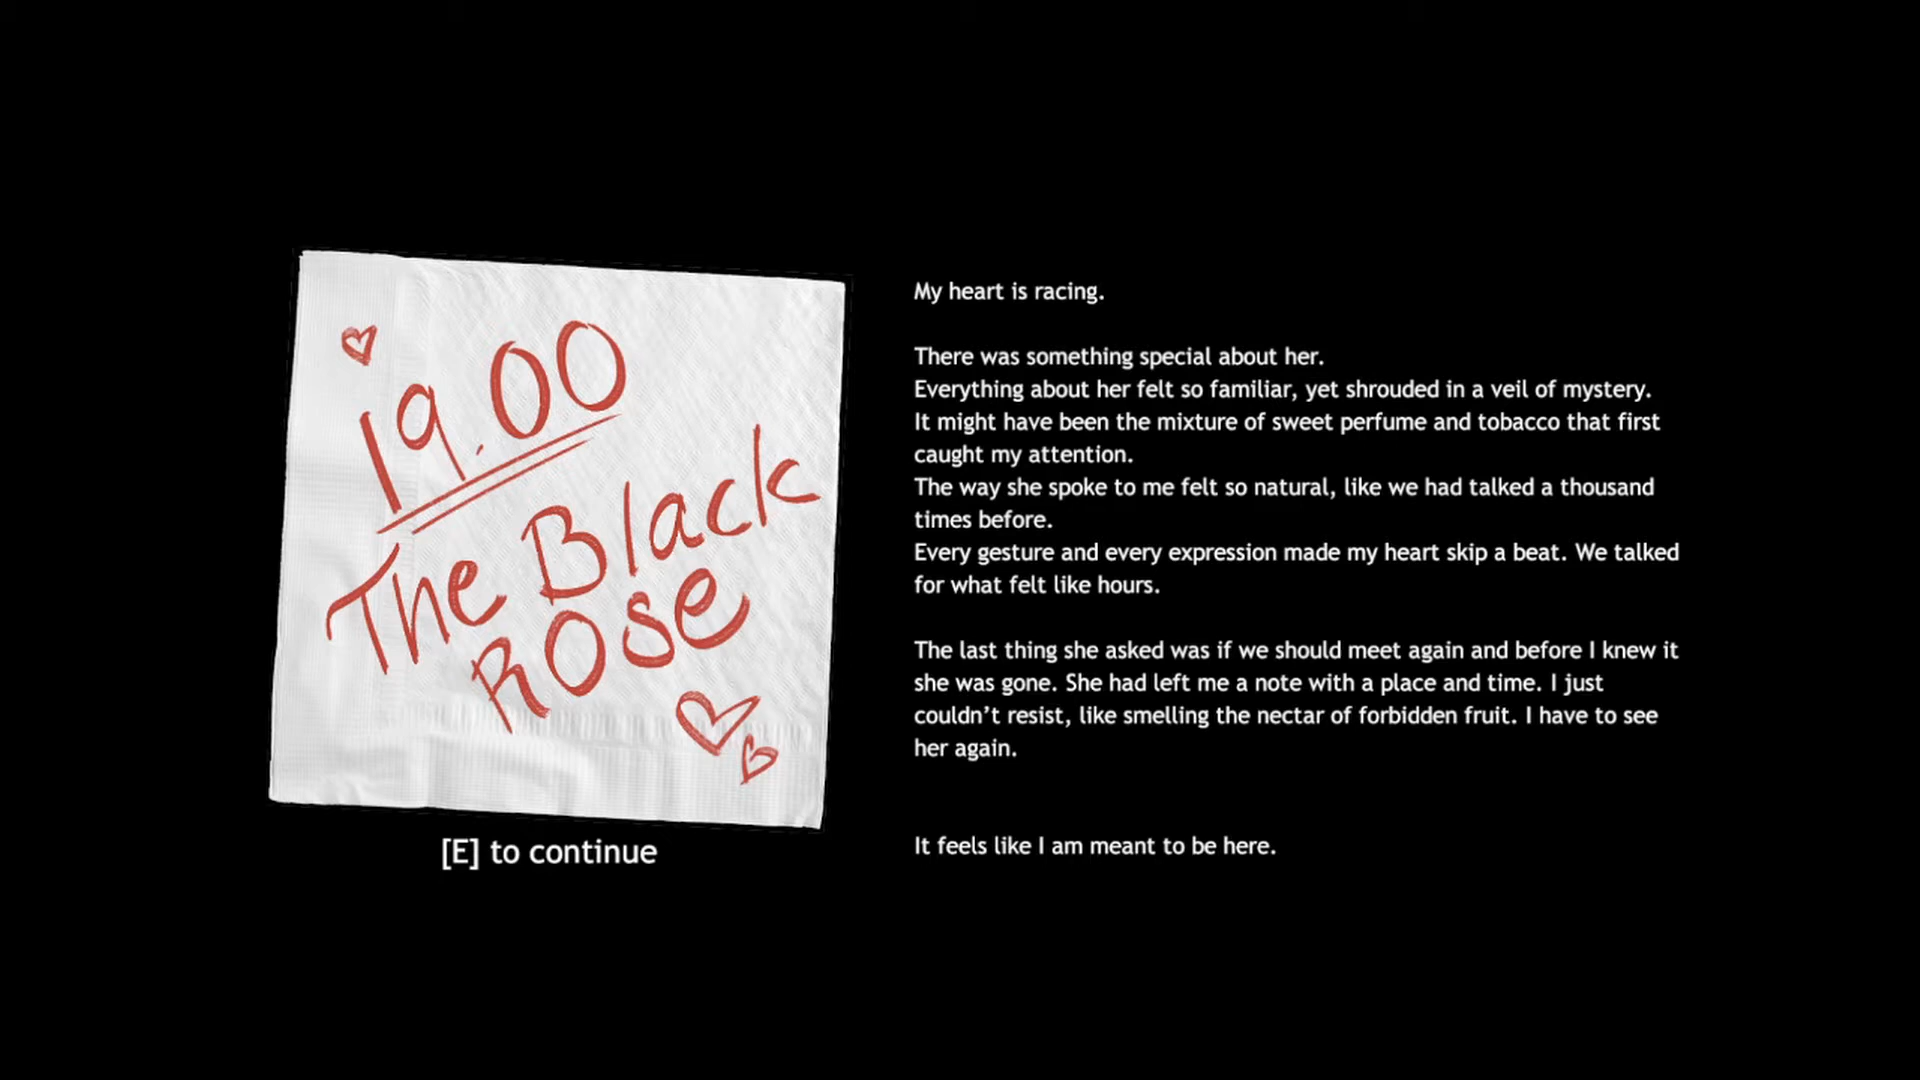 19.00
The Black
Rose
[E] to continue
My heart is racing.
There was something special about her.
Everything about her felt so familiar, yet shrouded in a veil of mystery.
It might have been the mixture of sweet perfume and tobacco that first
caught my attention.
The way she spoke to me felt so natural, like we had talked a thousand
times before.
Every gesture and every expression made my heart skip a beat. We talked
for what felt like hours.
The last thing she asked was if we should meet again and before I knew it
she was gone. She had left me a note with a place and time. I just
couldn't resist, like smelling the nectar of forbidden fruit. I have to see
her again.
It feels like I am meant to be here.